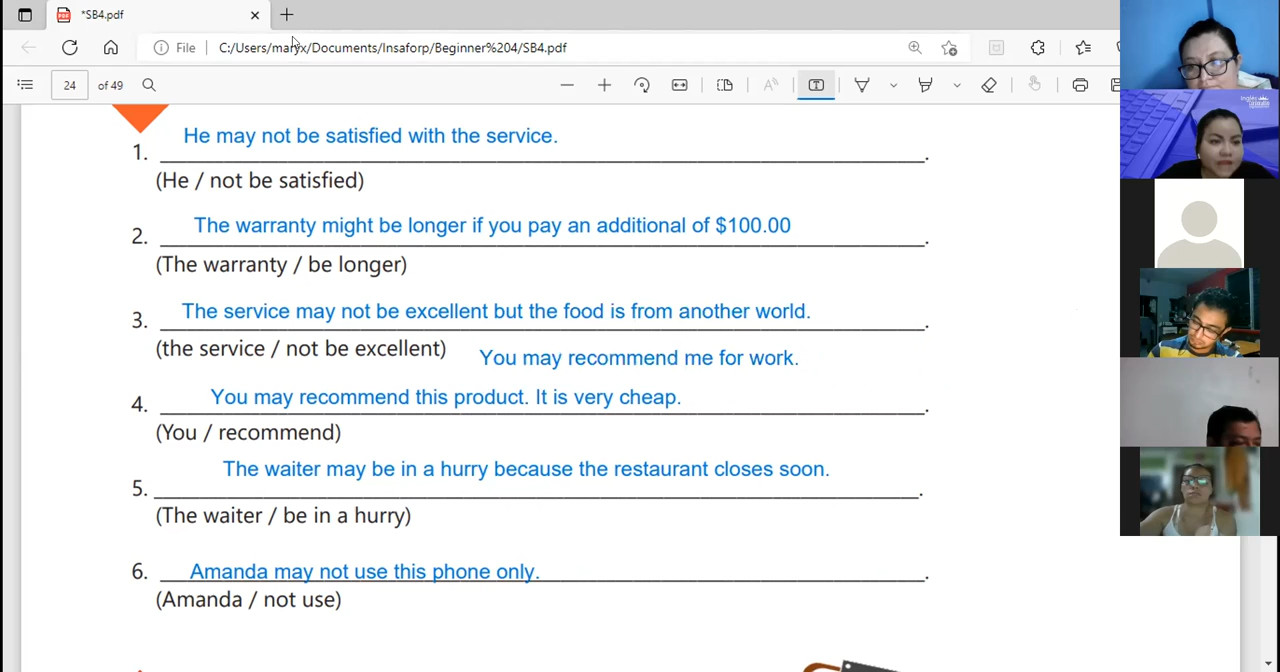 *SB4.pdf
File C:/Users/maryx/Documents/Insaforp/Beginner%204/SB4.pdf
24 of 49
He may not be satisfied with the service.
1. .
(He / not be satisfied)
The warranty might be longer if you pay an additional of $100.00
2. .
(The warranty / be longer)
The service may not be excellent but the food is from another world.
3. .
(the service / not be excellent)
You may recommend me for work.
You may recommend this product. It is very cheap.
4. .
(You / recommend)
The waiter may be in a hurry because the restaurant closes soon.
5. .
(The waiter / be in a hurry)
Amanda may not use this phone only.
6. .
(Amanda / not use)